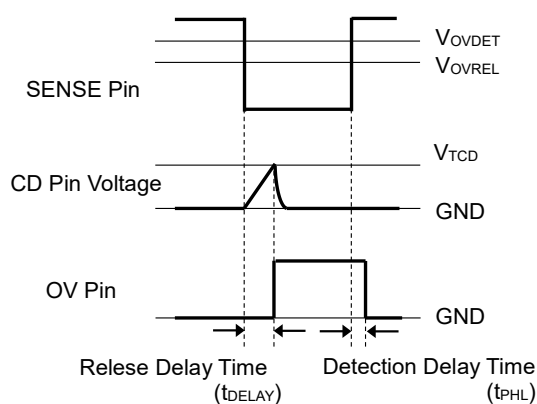 VOVDET
VOVREL
SENSE Pin
VTCD
CD Pin Voltage
GND
OV Pin
GND
Relese Delay Time
(tDELAY)
Detection Delay Time
(tPHL)